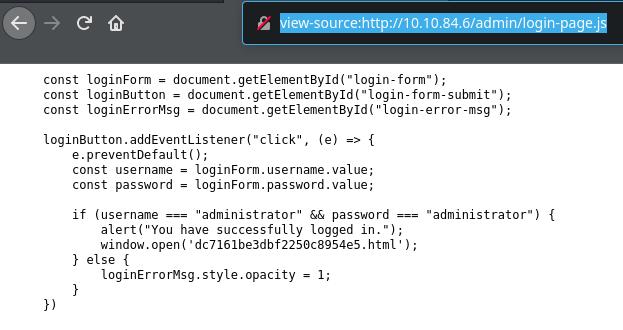 view-source:http://10.10.84.6/admin/login-page.js
const loginForm = document.getElementById("login-form");
const loginButton = document.getElementById("login-form-submit");
const loginErrorMsg = document.getElementById("login-error-msg");
loginButton.addEventListener("click", (e) => {
    e.preventDefault();
    const username = loginForm.username.value;
    const password = loginForm.password.value;
    if (username === "administrator" && password === "administrator") {
        alert("You have successfully logged in.");
        window.open('dc7161be3dbf2250c8954e5.html');
    } else {
        loginErrorMsg.style.opacity = 1;
    }
})